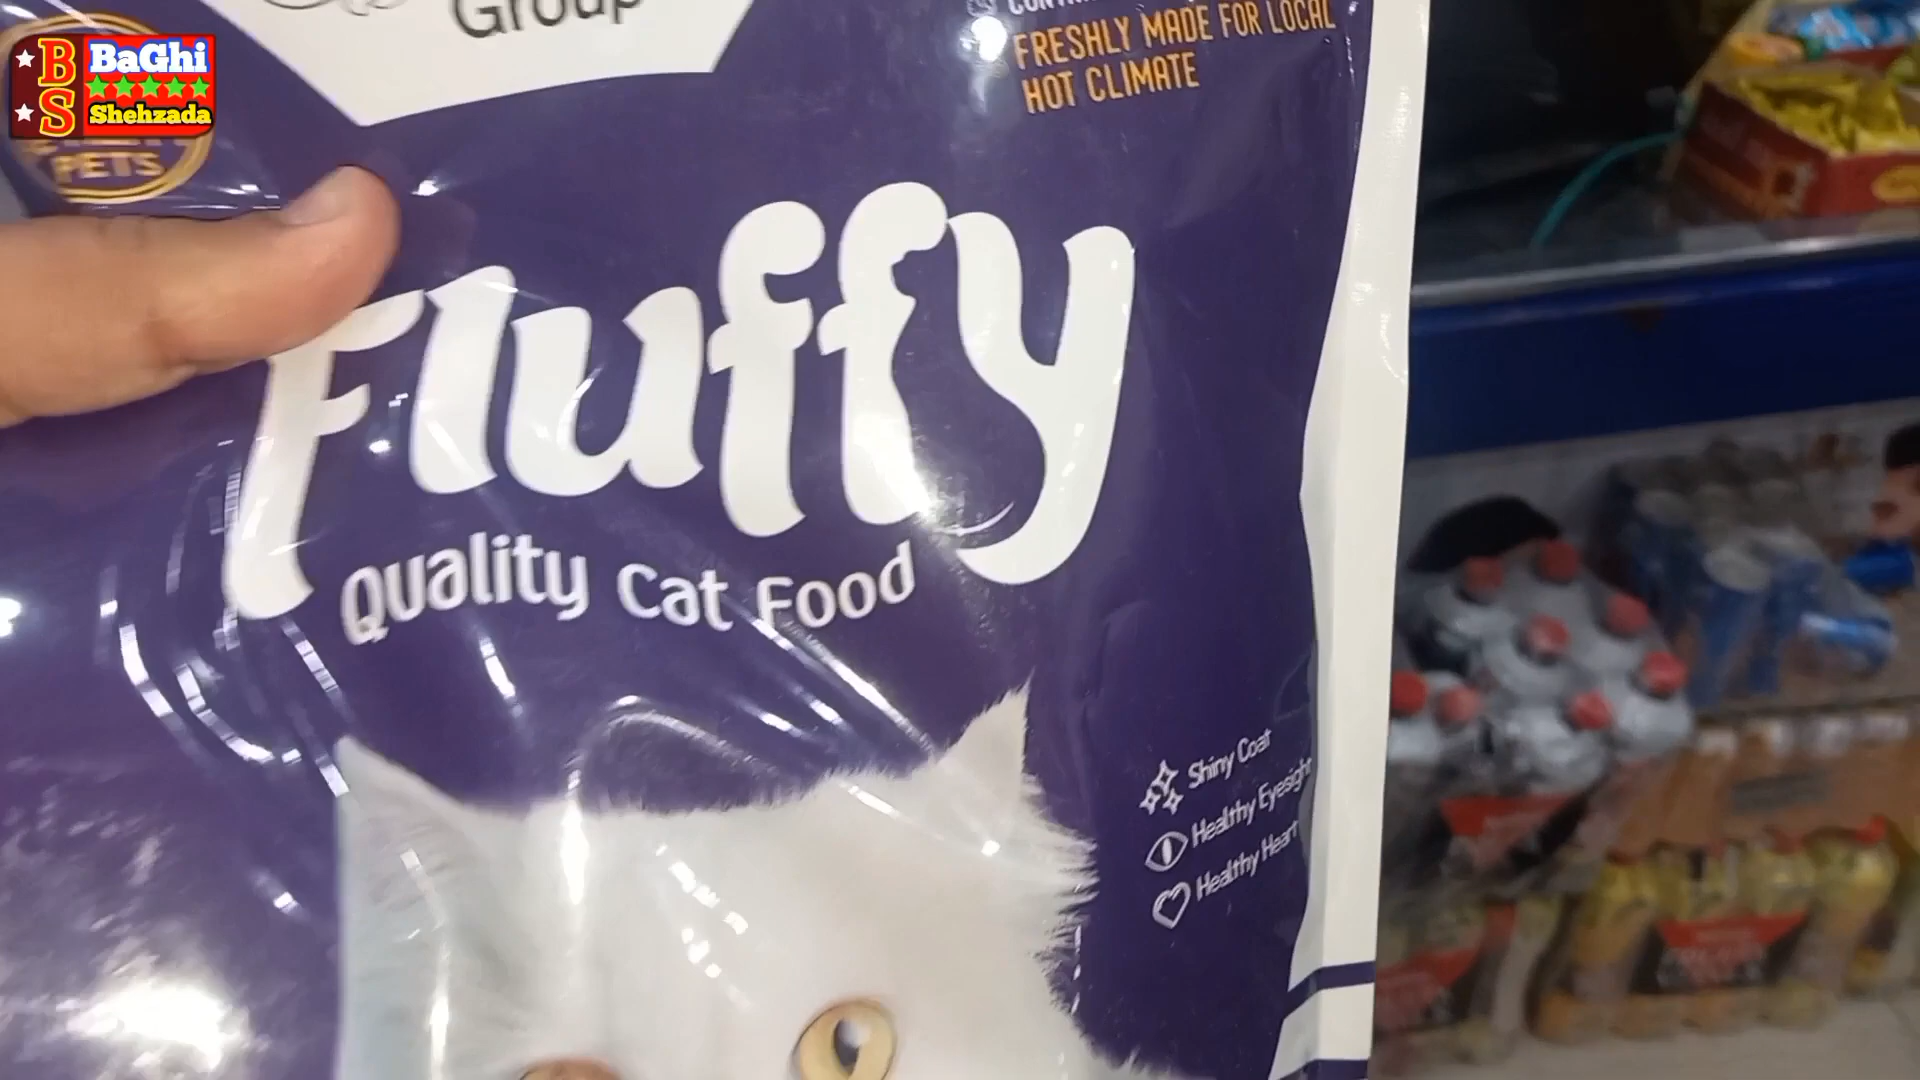 Group
FRESHLY MADE FOR LOCAL
HOT CLIMATE
BS
BaGhi
Shehzada
PETS
Fluffy
Quality Cat Food
Shiny Coat
Healthy Eyesight
Healthy Heart